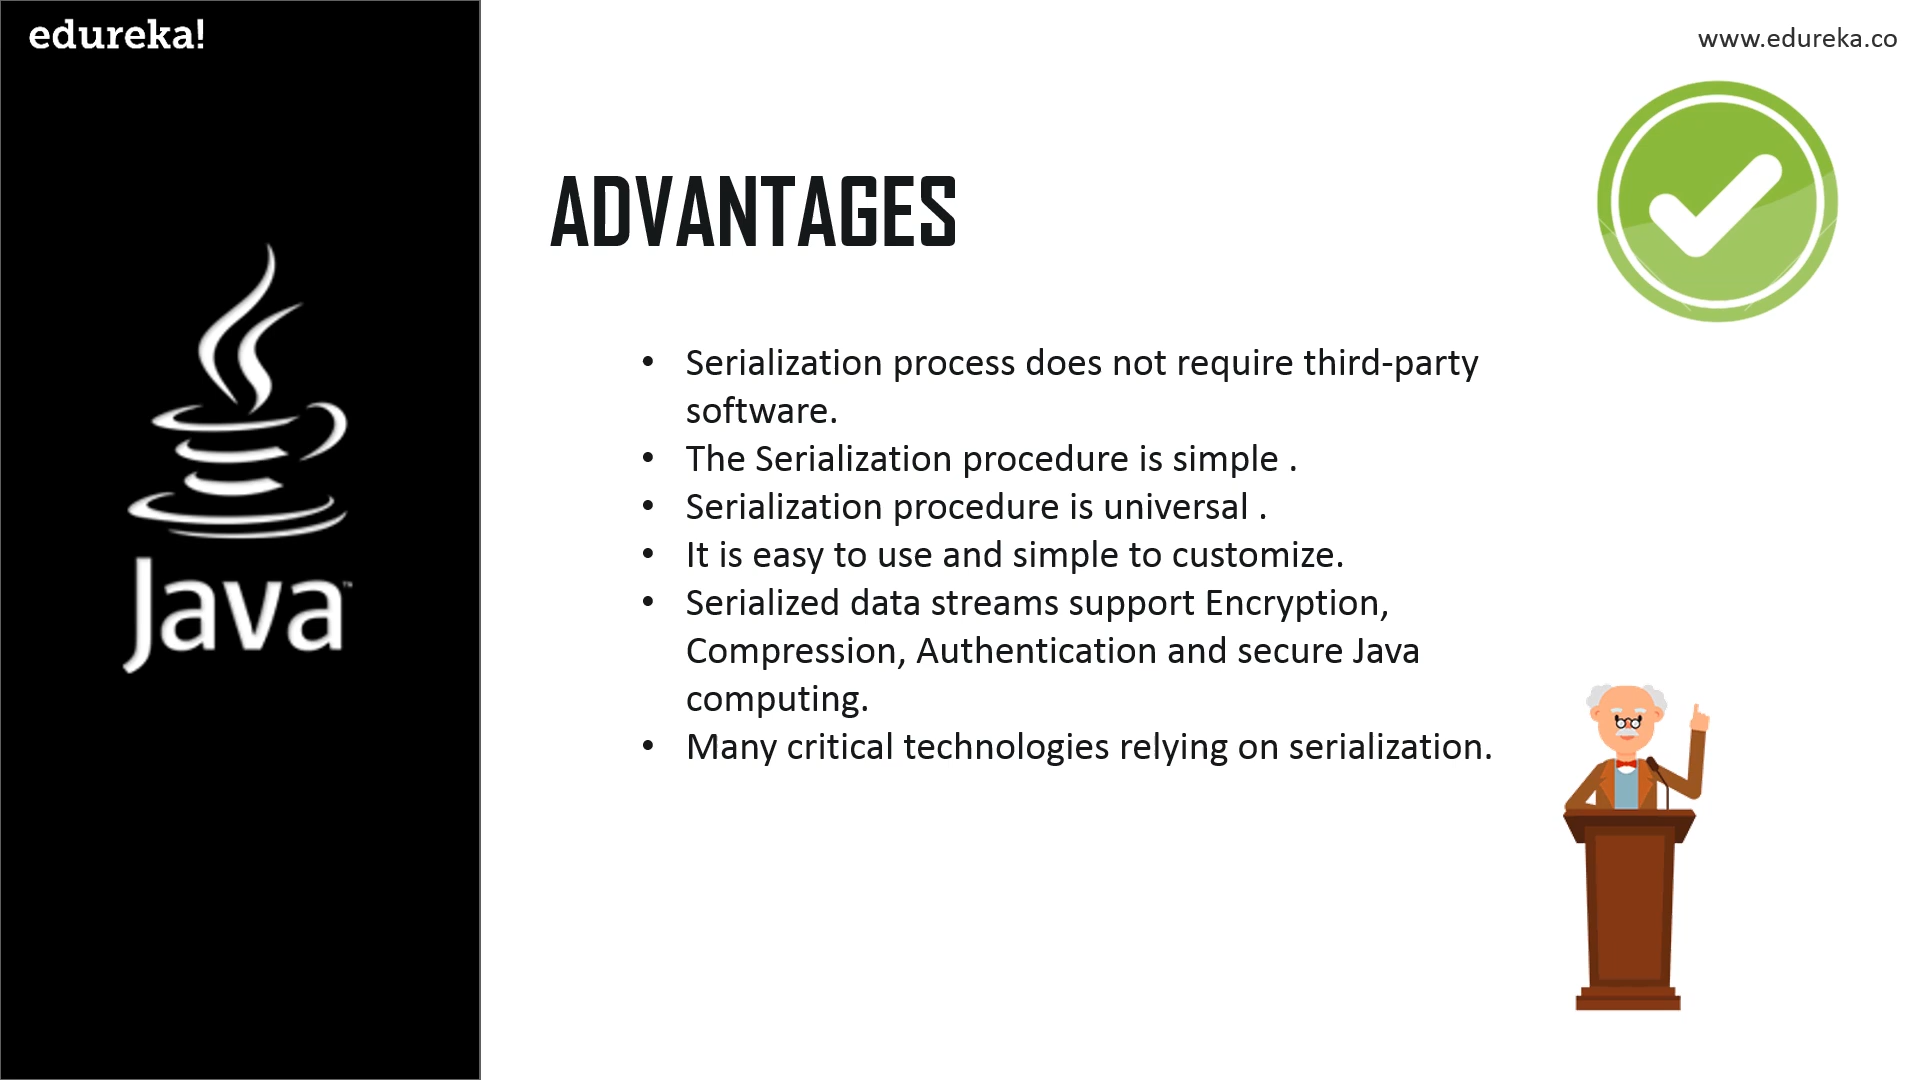 edureka!
www.edureka.co
ADVANTAGES
• Serialization process does not require third-party
software.
• The Serialization procedure is simple .
• Serialization procedure is universal .
• It is easy to use and simple to customize.
• Serialized data streams support Encryption,
Compression, Authentication and secure Java
computing.
• Many critical technologies relying on serialization.
Java™